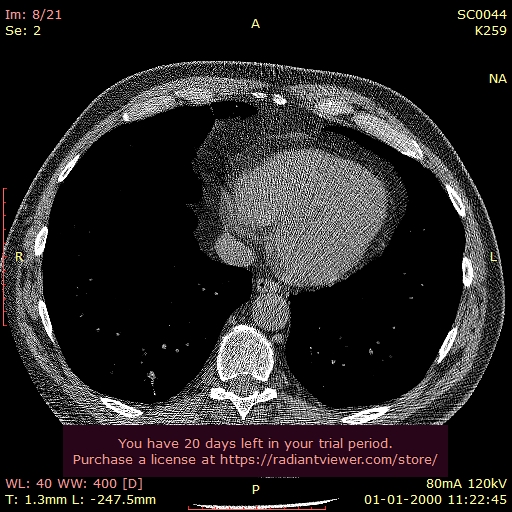 Im: 8/21
Se: 2
A
SC0044
K259
NA
R
L
You have 20 days left in your trial period.
Purchase a license at https://radiantviewer.com/store/
WL: 40 WW: 400 [D]
T: 1.3mm L: -247.5mm
P
80mA 120kV
01-01-2000 11:22:45